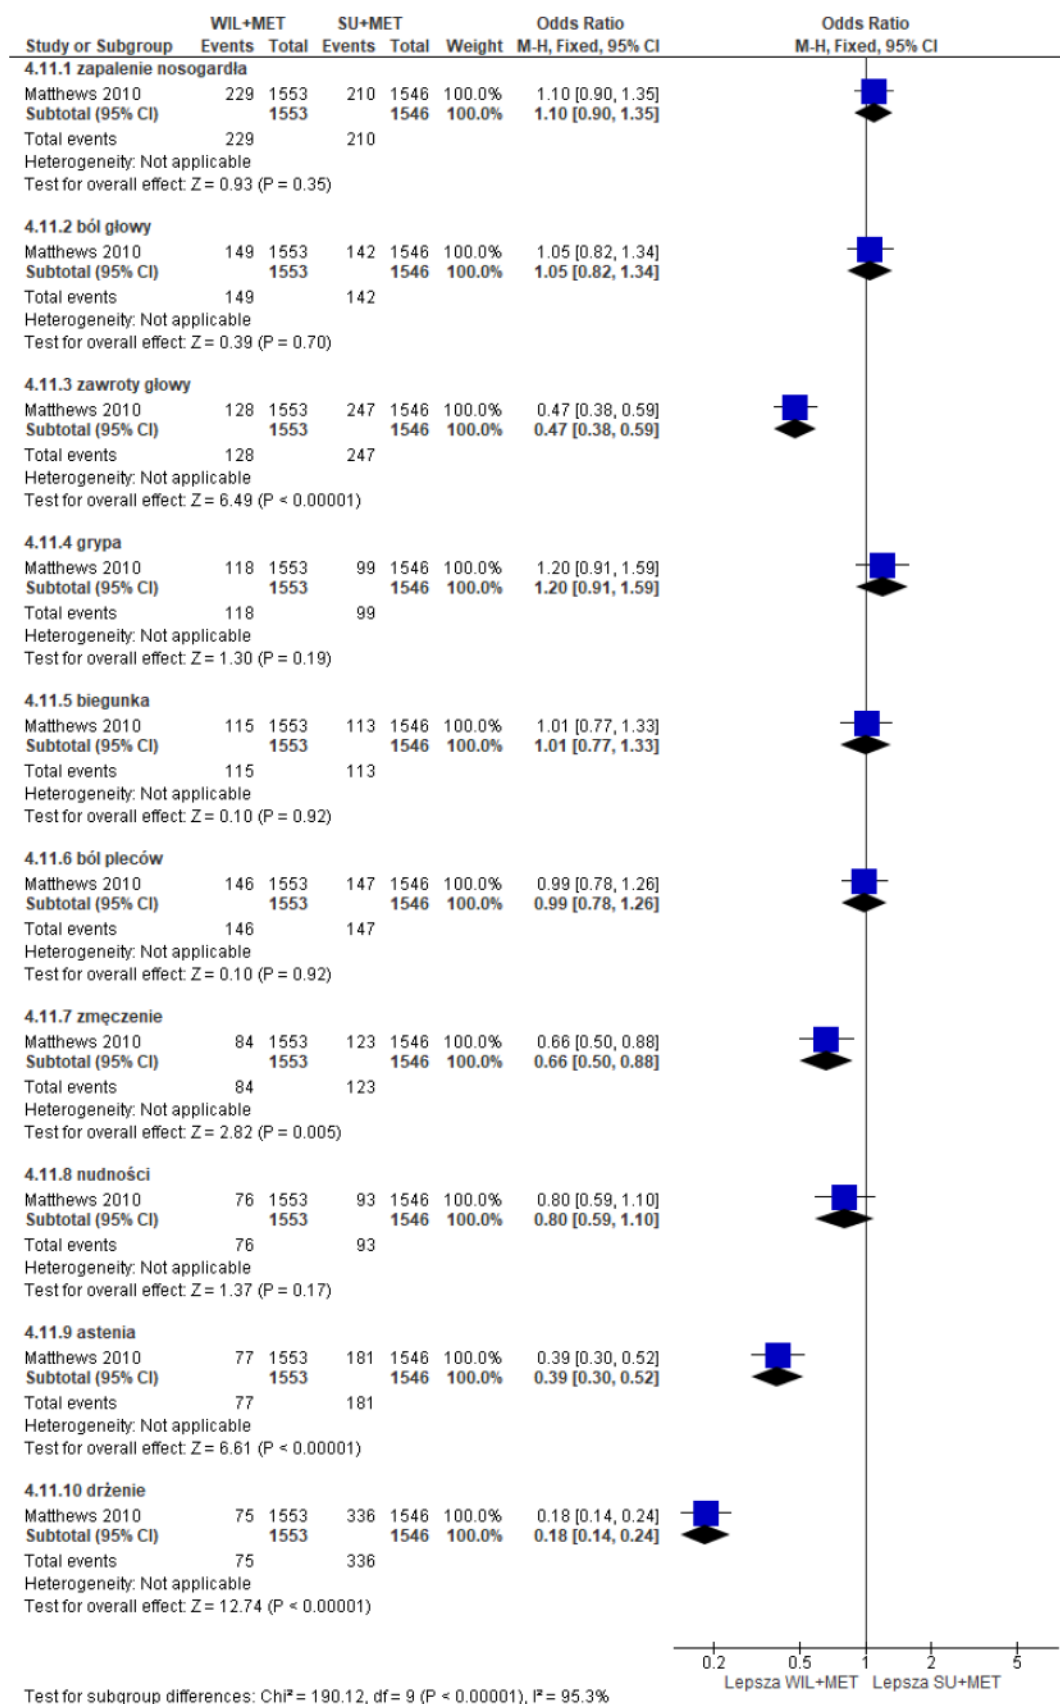 WIL+MET SU+MET Odds Ratio Odds Ratio
Study or Subgroup Events Total Events Total Weight M-H, Fixed, 95% CI M-H, Fixed, 95% CI
4.11.1 zapalenie nosogardła
Matthews 2010 229 1553 210 1546 100.0% 1.10 [0.90, 1.35]
Subtotal (95% CI) 1553 1546 100.0% 1.10 [0.90, 1.35]
Total events 229 210
Heterogeneity: Not applicable
Test for overall effect: Z = 0.93 (P = 0.35)
4.11.2 ból głowy
Matthews 2010 149 1553 142 1546 100.0% 1.05 [0.82, 1.34]
Subtotal (95% CI) 1553 1546 100.0% 1.05 [0.82, 1.34]
Total events 149 142
Heterogeneity: Not applicable
Test for overall effect: Z = 0.39 (P = 0.70)
4.11.3 zawroty głowy
Matthews 2010 128 1553 247 1546 100.0% 0.47 [0.38, 0.59]
Subtotal (95% CI) 1553 1546 100.0% 0.47 [0.38, 0.59]
Total events 128 247
Heterogeneity: Not applicable
Test for overall effect: Z = 6.49 (P < 0.00001)
4.11.4 grypa
Matthews 2010 118 1553 99 1546 100.0% 1.20 [0.91, 1.59]
Subtotal (95% CI) 1553 1546 100.0% 1.20 [0.91, 1.59]
Total events 118 99
Heterogeneity: Not applicable
Test for overall effect: Z = 1.30 (P = 0.19)
4.11.5 biegunka
Matthews 2010 115 1553 113 1546 100.0% 1.01 [0.77, 1.33]
Subtotal (95% CI) 1553 1546 100.0% 1.01 [0.77, 1.33]
Total events 115 113
Heterogeneity: Not applicable
Test for overall effect: Z = 0.10 (P = 0.92)
4.11.6 ból pleców
Matthews 2010 146 1553 147 1546 100.0% 0.99 [0.78, 1.26]
Subtotal (95% CI) 1553 1546 100.0% 0.99 [0.78, 1.26]
Total events 146 147
Heterogeneity: Not applicable
Test for overall effect: Z = 0.10 (P = 0.92)
4.11.7 zmęczenie
Matthews 2010 84 1553 123 1546 100.0% 0.66 [0.50, 0.88]
Subtotal (95% CI) 1553 1546 100.0% 0.66 [0.50, 0.88]
Total events 84 123
Heterogeneity: Not applicable
Test for overall effect: Z = 2.82 (P = 0.005)
4.11.8 nudności
Matthews 2010 76 1553 93 1546 100.0% 0.80 [0.59, 1.10]
Subtotal (95% CI) 1553 1546 100.0% 0.80 [0.59, 1.10]
Total events 76 93
Heterogeneity: Not applicable
Test for overall effect: Z = 1.37 (P = 0.17)
4.11.9 astenia
Matthews 2010 77 1553 181 1546 100.0% 0.39 [0.30, 0.52]
Subtotal (95% CI) 1553 1546 100.0% 0.39 [0.30, 0.52]
Total events 77 181
Heterogeneity: Not applicable
Test for overall effect: Z = 6.61 (P < 0.00001)
4.11.10 drżenie
Matthews 2010 75 1553 336 1546 100.0% 0.18 [0.14, 0.24]
Subtotal (95% CI) 1553 1546 100.0% 0.18 [0.14, 0.24]
Total events 75 336
Heterogeneity: Not applicable
Test for overall effect: Z = 12.74 (P < 0.00001)
0.2 0.5 1 2 5
Lepsza WIL+MET Lepsza SU+MET
Test for subgroup differences: Chi² = 190.12, df = 9 (P < 0.00001), I² = 95.3%